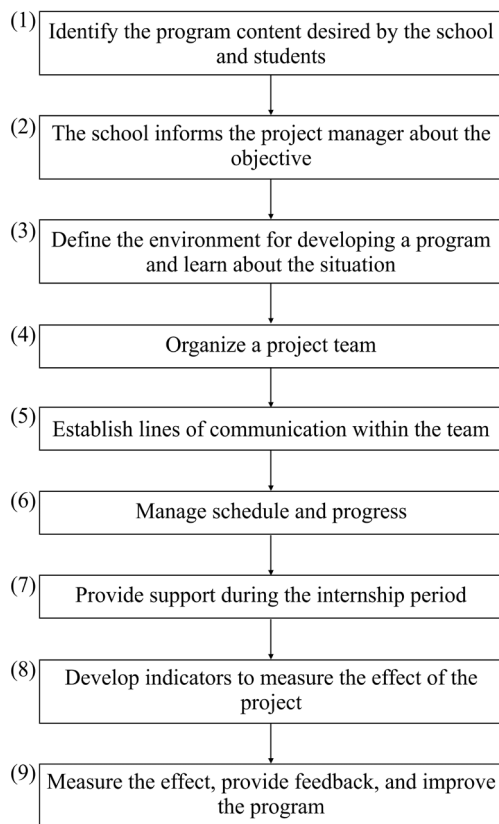 (1)
Identify the program content desired by the school
and students
(2)
The school informs the project manager about the
objective
(3)
Define the environment for developing a program
and learn about the situation
(4)
Organize a project team
(5)
Establish lines of communication within the team
(6)
Manage schedule and progress
(7)
Provide support during the internship period
(8)
Develop indicators to measure the effect of the
project
(9)
Measure the effect, provide feedback, and improve
the program